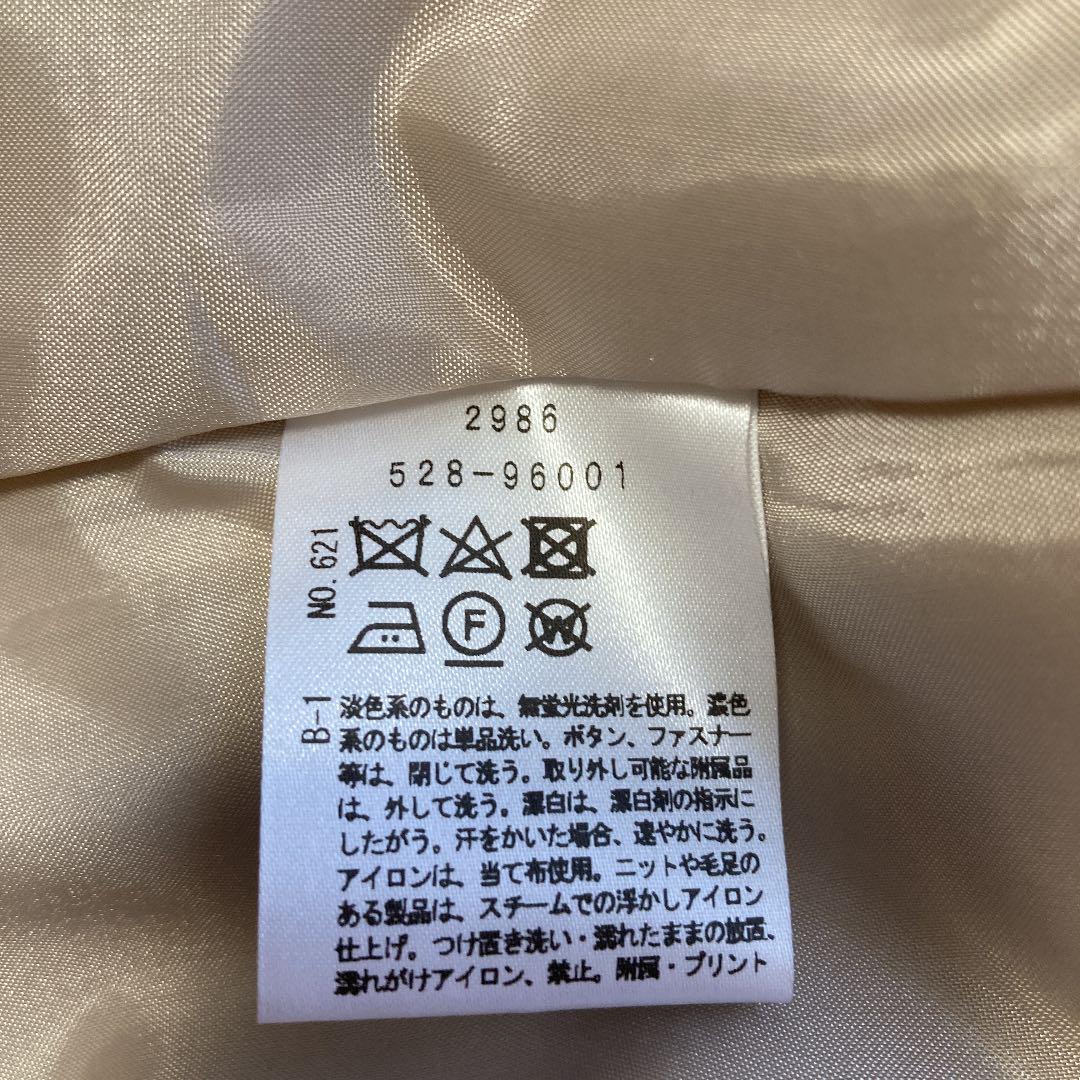 2986
528-96001
NO.621
F
W
B-1
淡色系のものは、無蛍光洗剤を使用。濃色
系のものは単品洗い。ボタン、ファスナー
等は、閉じて洗う。取り外し可能な附属品
は、外して洗う。漂白は、漂白剤の指示に
したがう。汗をかいた場合、速やかに洗う。
アイロンは、当て布使用。ニットや毛足の
ある製品は、スチームでの浮かしアイロン
仕上げ。つけ置き洗い・濡れたままの放置、
濡れがけアイロン、禁止。附属・プリント